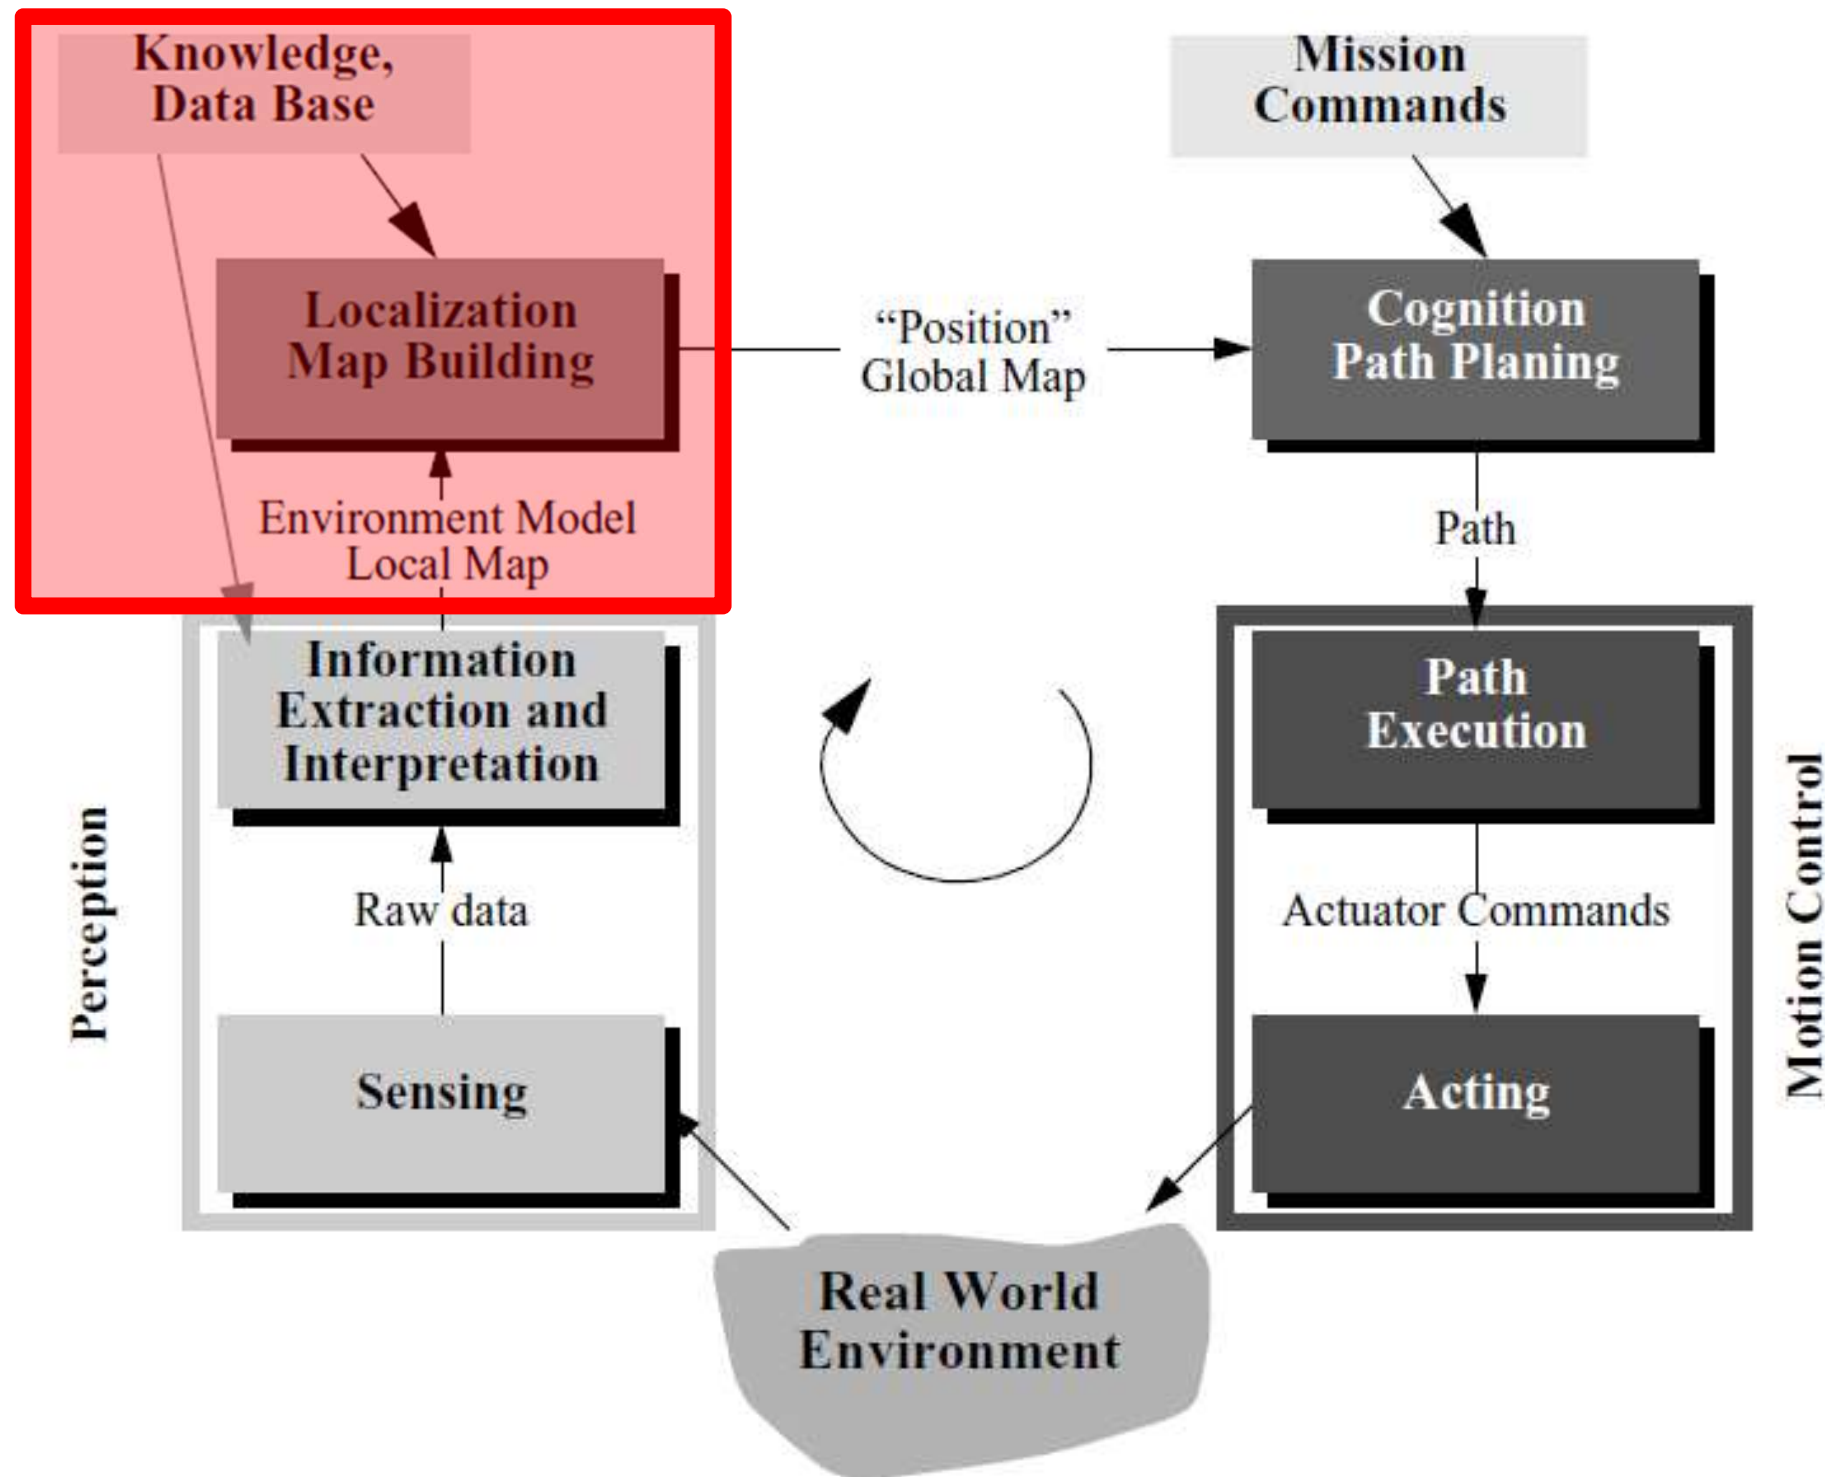 Knowledge,
Data Base
Mission
Commands
Localization
Map Building
“Position”
Global Map
Cognition
Path Planing
Environment Model
Local Map
Path
Information
Extraction and
Interpretation
Path
Execution
Perception
Raw data
Actuator Commands
Motion Control
Sensing
Acting
Real World
Environment